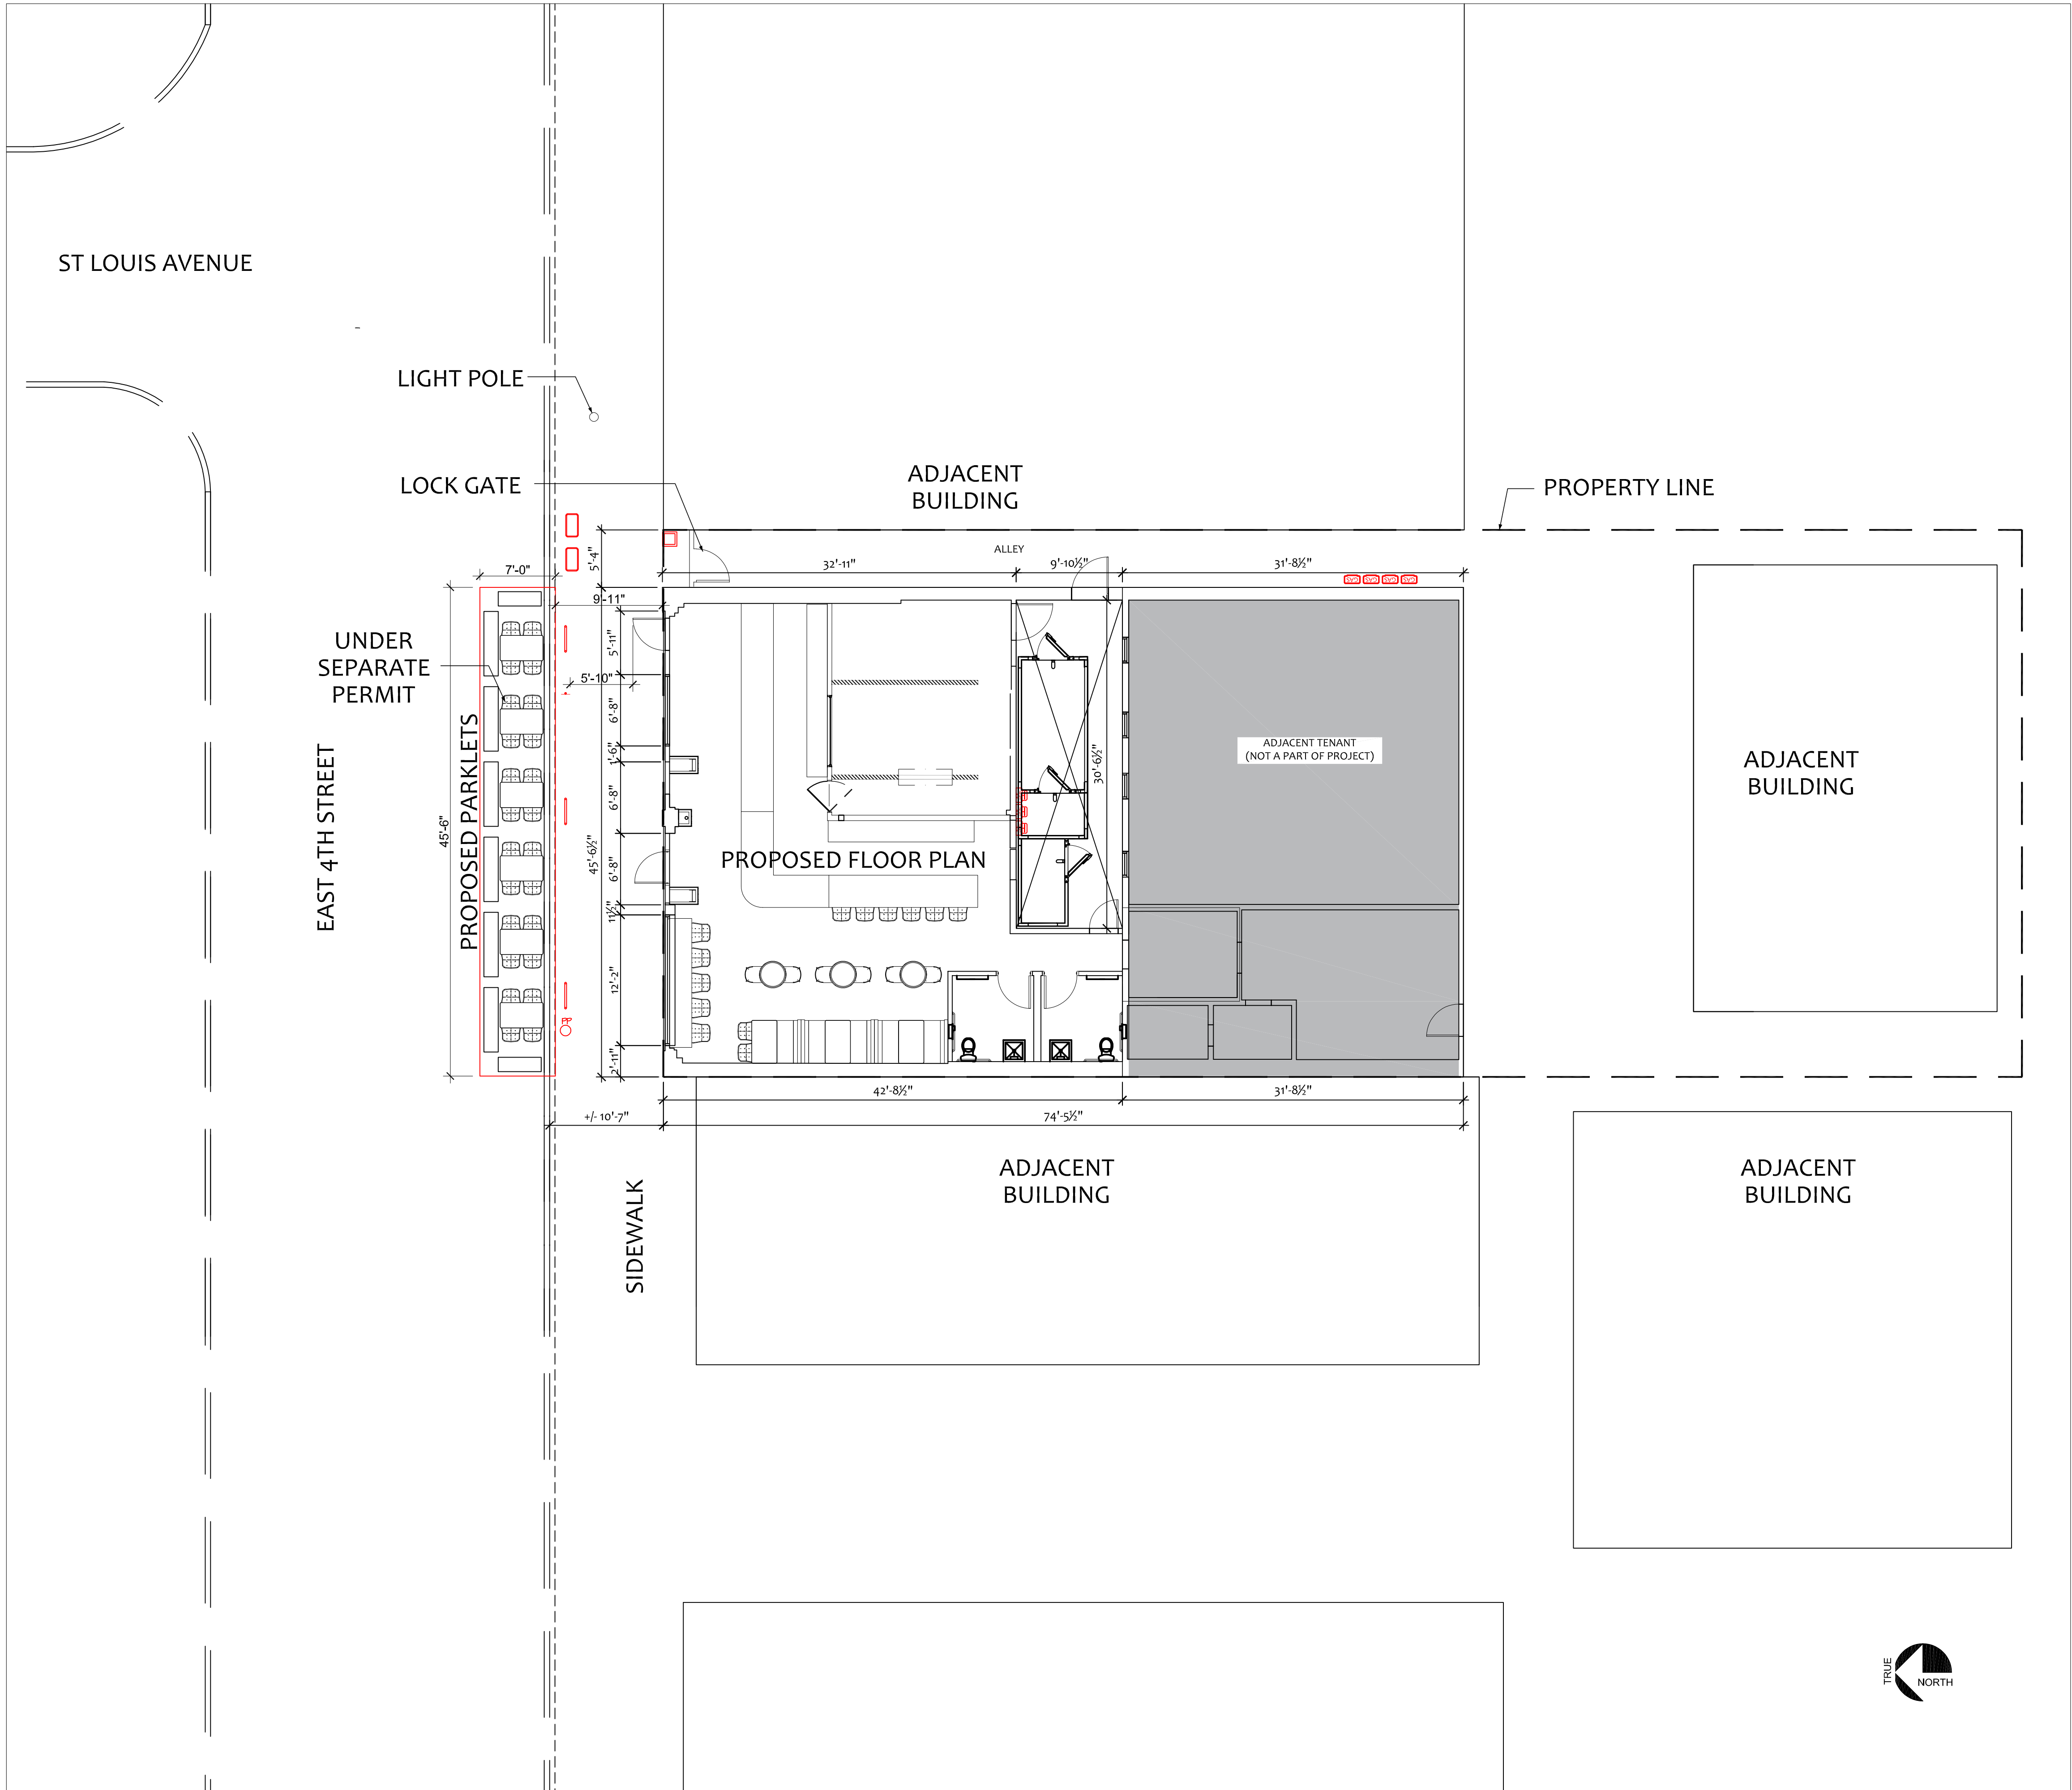 ST LOUIS AVENUE
LIGHT POLE
LOCK GATE
ADJACENT
BUILDING
PROPERTY LINE
ALLEY
5'-4"
32'-11"
9'-10½"
31'-8½"
7'-0"
9'-11"
UNDER
SEPARATE
PERMIT
5'-11"
5'-10"
6'-8"
1'-6"
6'-8"
6'-8"
11½"
12'-2"
2'-11"
45'-6½"
45'-6"
30'-6½"
PROPOSED PARKLETS
EAST 4TH STREET
PROPOSED FLOOR PLAN
ADJACENT TENANT
(NOT A PART OF PROJECT)
ADJACENT
BUILDING
PP
42'-8½"
31'-8½"
+/- 10'-7"
74'-5½"
SIDEWALK
ADJACENT
BUILDING
ADJACENT
BUILDING
TRUE
NORTH